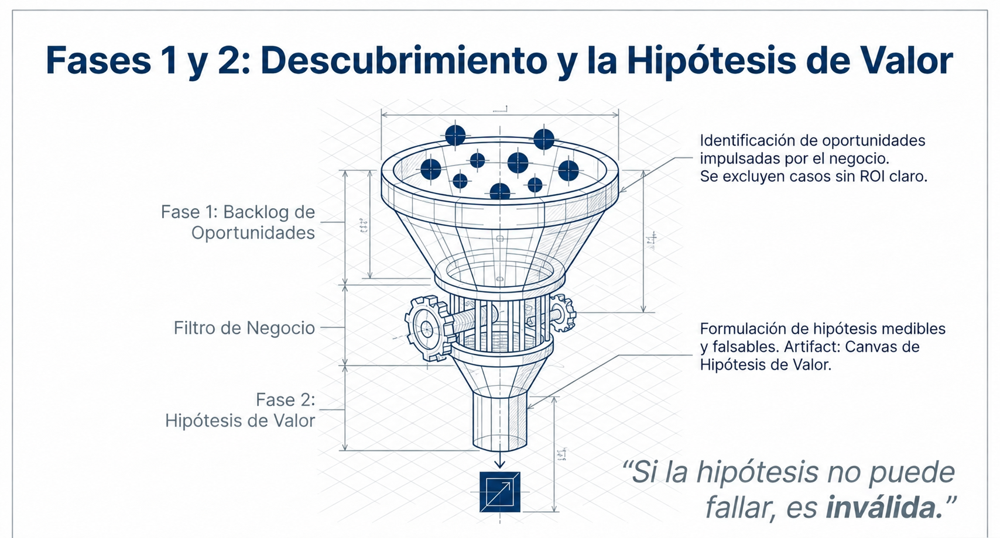 Fases 1 y 2: Descubrimiento y la Hipótesis de Valor
Identificación de oportunidades
impulsadas por el negocio.
Se excluyen casos sin ROI claro.
Fase 1: Backlog de
Oportunidades
Filtro de Negocio
Formulación de hipótesis medibles
y falsables. Artifact: Canvas de
Hipótesis de Valor.
Fase 2:
Hipótesis de Valor
“Si la hipótesis no puede
fallar, es inválida.”